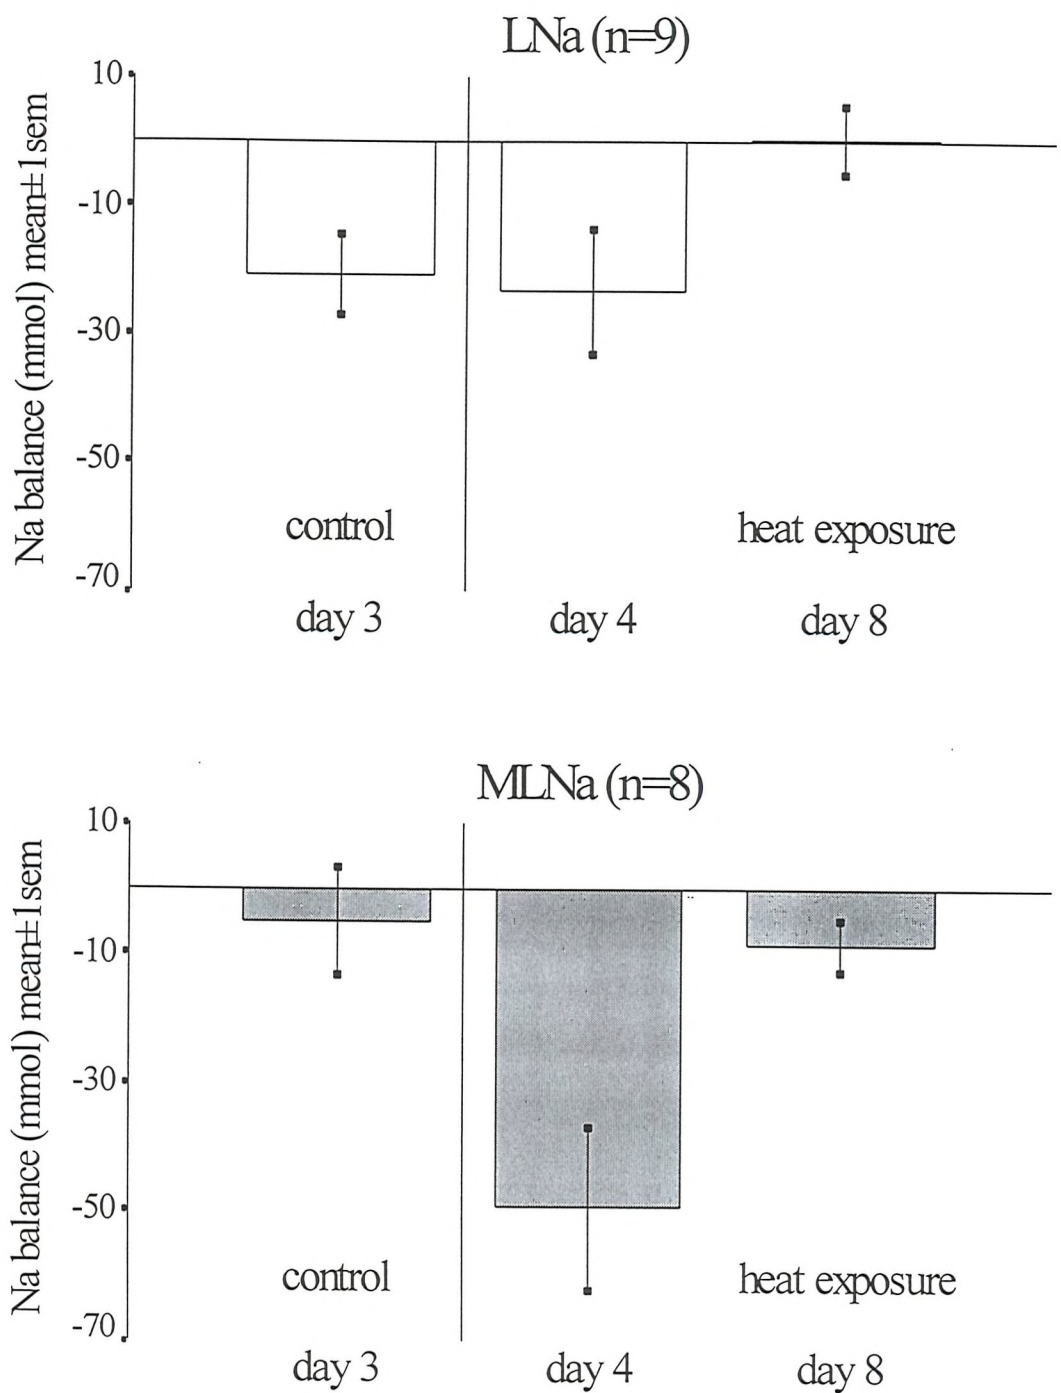 LNa (n=9)
Na balance (mmol) mean±1sem
10
-10
-30
-50
-70
control
heat exposure
day 3
day 4
day 8
MLNa (n=8)
Na balance (mmol) mean±1sem
10
-10
-30
-50
-70
control
heat exposure
day 3
day 4
day 8